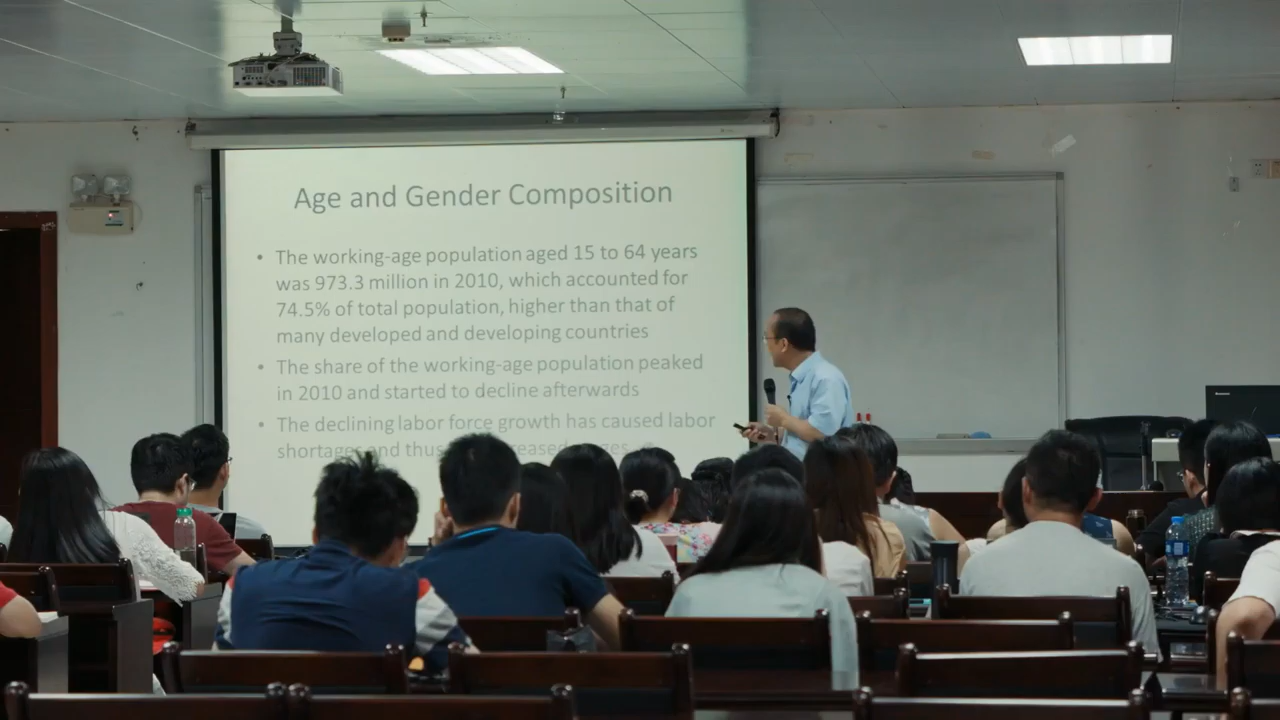 Age and Gender Composition
• The working-age population aged 15 to 64 years
was 973.3 million in 2010, which accounted for
74.5% of total population, higher than that of
many developed and developing countries
• The share of the working-age population peaked
in 2010 and started to decline afterwards
• The declining labor force growth has caused labor
shortages and thus